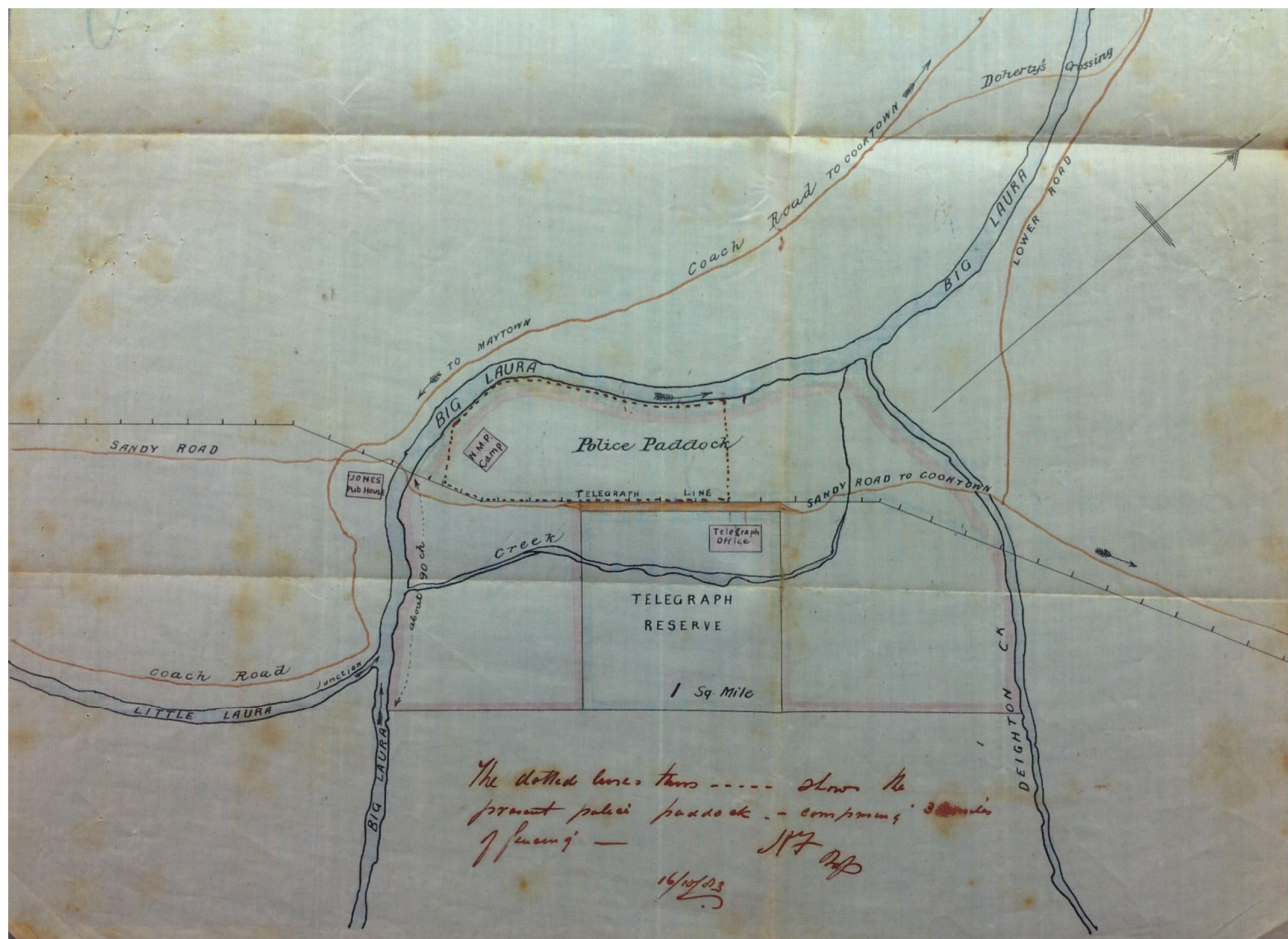 Doherty's Crossing
Coach Road TO COOKTOWN
BIG LAURA
LOWER ROAD
TO MAYTOWN
BIG LAURA
SANDY ROAD
N.M.P. Camp
Police Paddock
JONES
Pub House
TELEGRAPH LINE
SANDY ROAD TO COOKTOWN
Telegraph
Office
Creek
about 90 ch
TELEGRAPH
RESERVE
1 Sq Mile
Coach Road
Junction
LITTLE LAURA
BIG LAURA
DEIGHTON CK
The dotted lines thus ----- shows the
present police paddock - comprising 3 miles
of fencing —
16/10/83